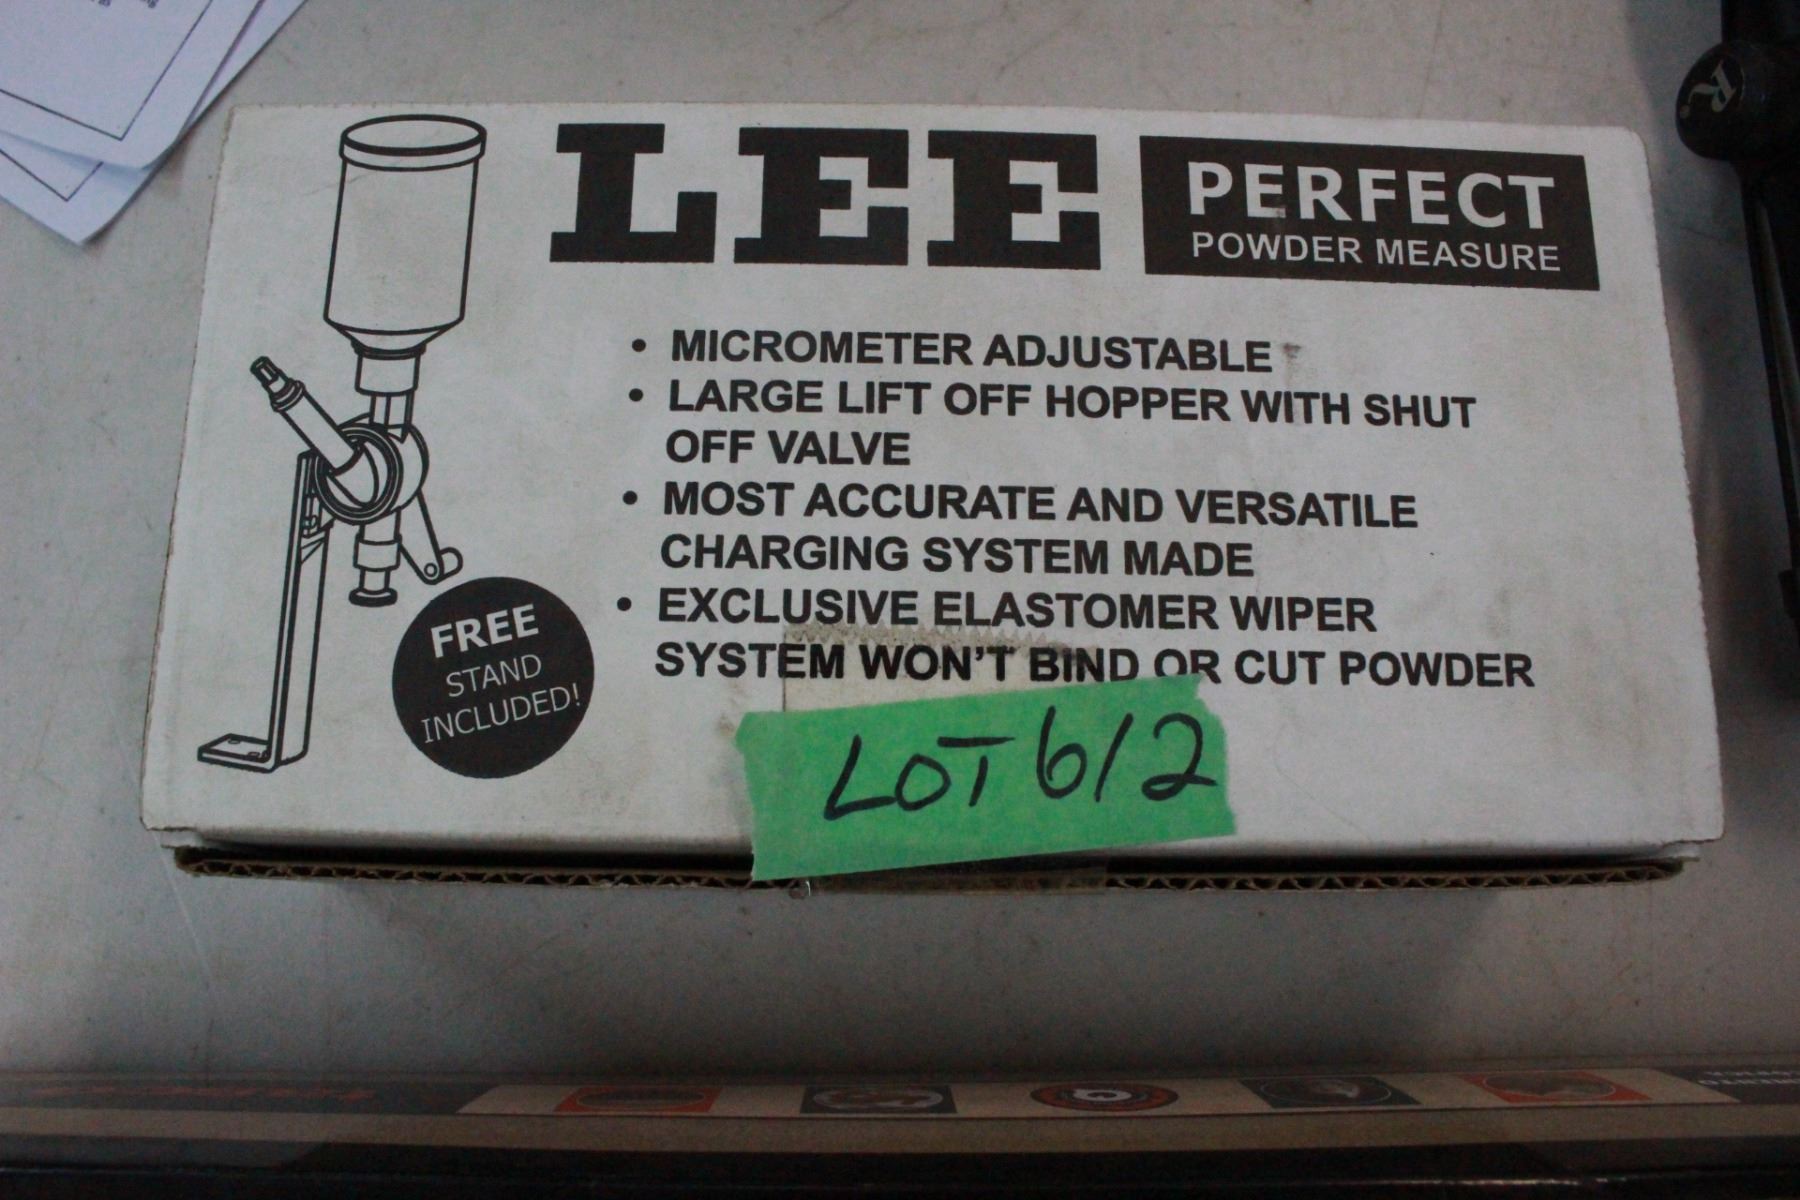 LEE PERFECT
POWDER MEASURE
• MICROMETER ADJUSTABLE
• LARGE LIFT OFF HOPPER WITH SHUT
OFF VALVE
• MOST ACCURATE AND VERSATILE
CHARGING SYSTEM MADE
• EXCLUSIVE ELASTOMER WIPER
SYSTEM WON'T BIND OR CUT POWDER
FREE
STAND
INCLUDED!
LOT 612
R